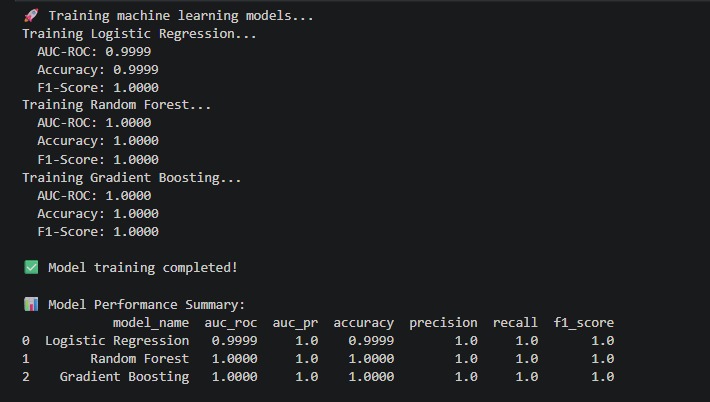 🚀 Training machine learning models...
Training Logistic Regression...
  AUC-ROC: 0.9999
  Accuracy: 0.9999
  F1-Score: 1.0000
Training Random Forest...
  AUC-ROC: 1.0000
  Accuracy: 1.0000
  F1-Score: 1.0000
Training Gradient Boosting...
  AUC-ROC: 1.0000
  Accuracy: 1.0000
  F1-Score: 1.0000
✅ Model training completed!
📊 Model Performance Summary:
            model_name  auc_roc  auc_pr  accuracy  precision  recall  f1_score
0  Logistic Regression   0.9999     1.0    0.9999        1.0     1.0       1.0
1        Random Forest   1.0000     1.0    1.0000        1.0     1.0       1.0
2    Gradient Boosting   1.0000     1.0    1.0000        1.0     1.0       1.0